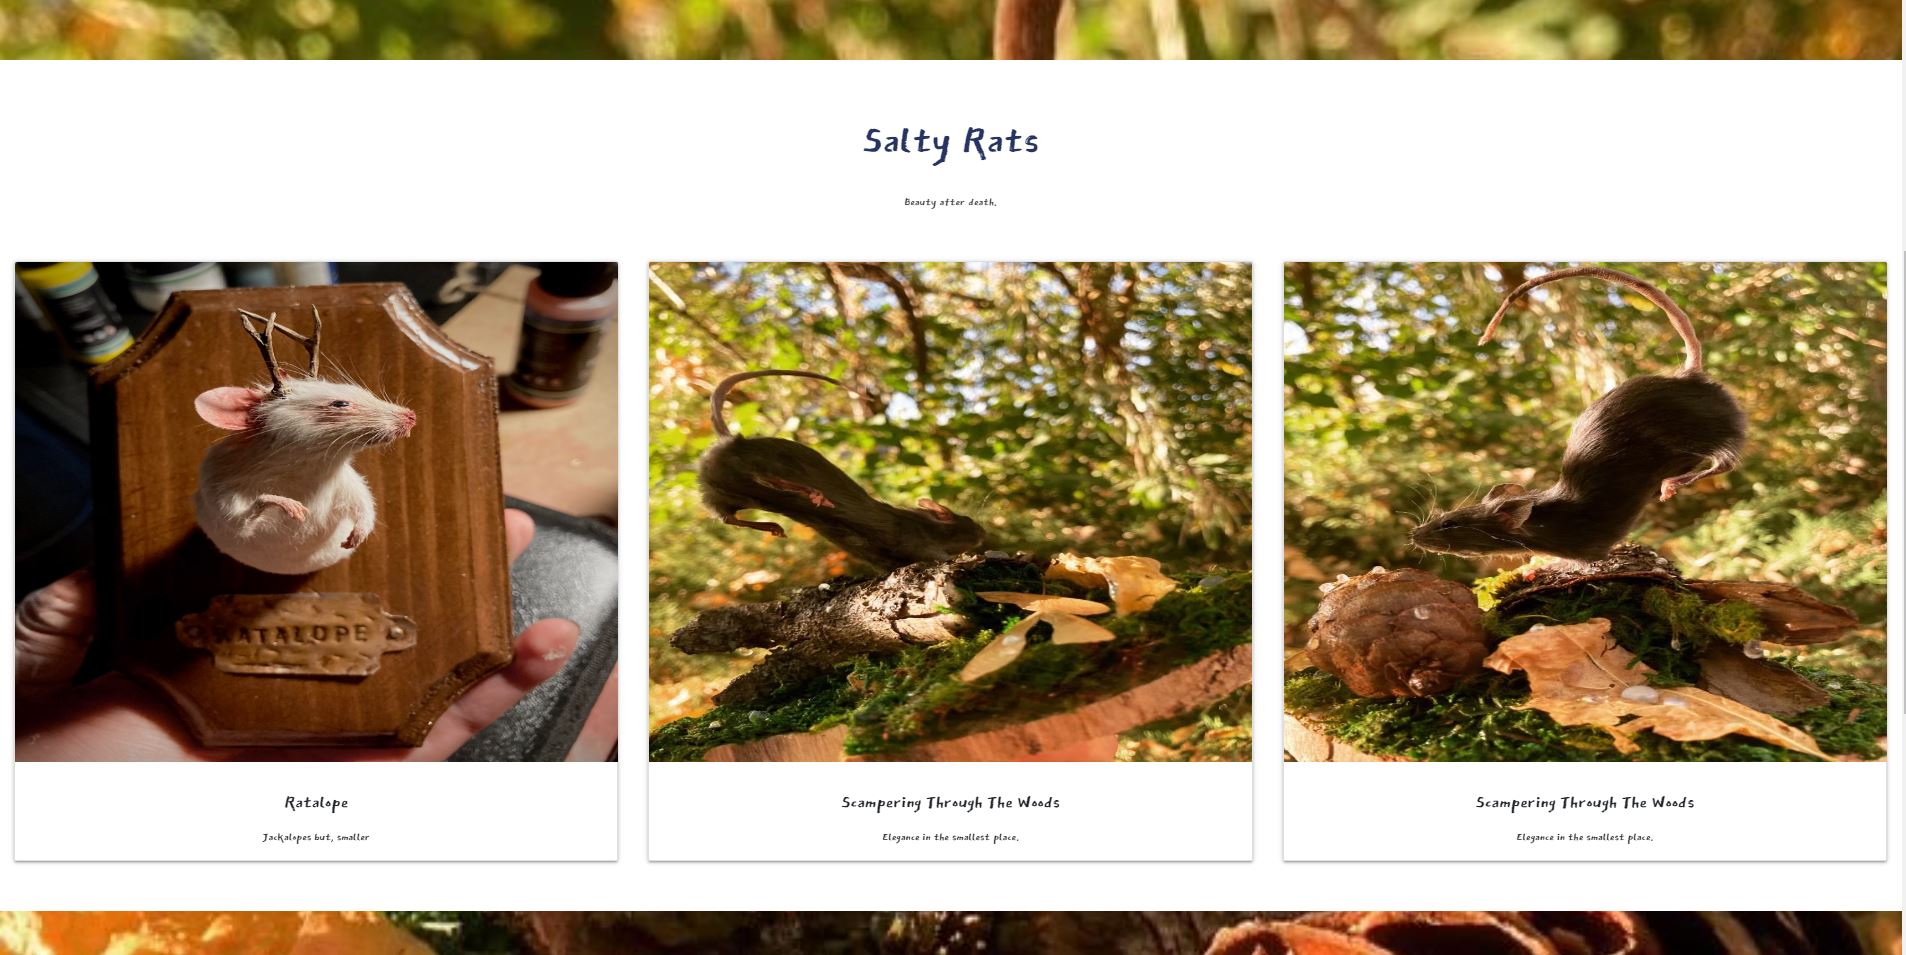 Salty Rats
Beauty after death.
RATALOPE
Ratalope
Jackalopes but, smaller
Scampering Through The Woods
Elegance in the smallest place.
Scampering Through The Woods
Elegance in the smallest place.